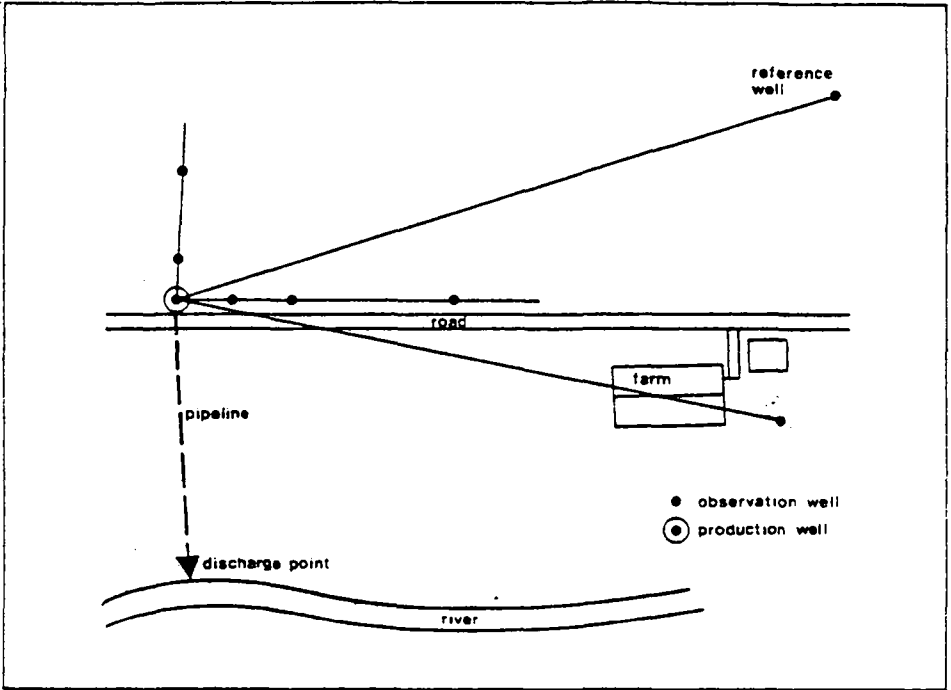 reference
well
road
farm
pipeline
observation well
production well
discharge point
river